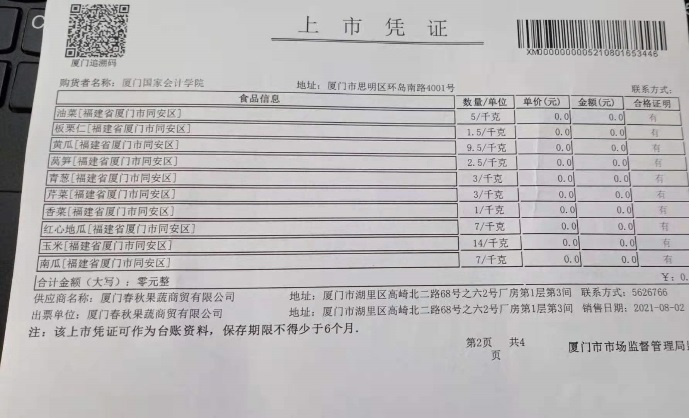 上市凭证
厦门追溯码
XM0000000005210801653446
购货者名称：厦门国家会计学院 地址：厦门市思明区环岛南路4001号 联系方式：
食品信息 数量/单位 单价(元) 金额(元) 合格证明
油菜[福建省厦门市同安区] 5/千克 0.0 0.0 有
板栗仁[福建省厦门市同安区] 1.5/千克 0.0 0.0 有
黄瓜[福建省厦门市同安区] 9.5/千克 0.0 0.0 有
莴笋[福建省厦门市同安区] 2.5/千克 0.0 0.0 有
青葱[福建省厦门市同安区] 3/千克 0.0 0.0 有
芹菜[福建省厦门市同安区] 3/千克 0.0 0.0 有
香菜[福建省厦门市同安区] 1/千克 0.0 0.0 有
红心地瓜[福建省厦门市同安区] 7/千克 0.0 0.0 有
玉米[福建省厦门市同安区] 14/千克 0.0 0.0 有
南瓜[福建省厦门市同安区] 7/千克 0.0 0.0 有
合计金额(大写)：零元整 ￥:0.
供应商名称：厦门春秋果蔬商贸有限公司 地址：厦门市湖里区高崎北二路68号之六2号厂房第1层第3间 联系方式：5626766
出票单位：厦门春秋果蔬商贸有限公司 地址：厦门市湖里区高崎北二路68号之六2号厂房第1层第3间 销售日期：2021-08-02
注：该上市凭证可作为台账资料，保存期限不得少于6个月．
第2页 共4
页
厦门市市场监督管理局